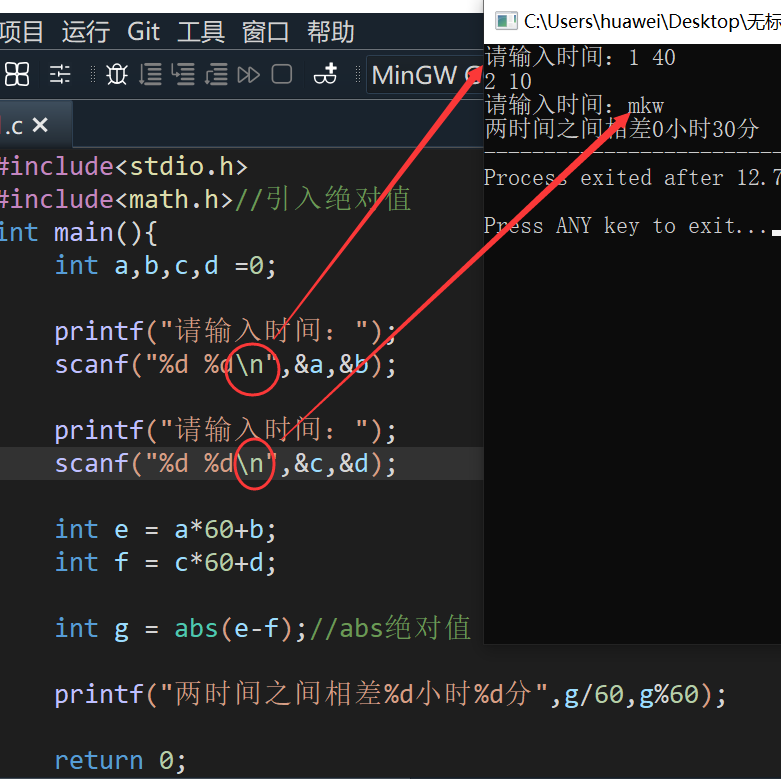 项目 运行 Git 工具 窗口 帮助
MinGW
.c
#include<stdio.h>
#include<math.h>//引入绝对值
int main(){
int a,b,c,d =0;
printf("请输入时间: ");
scanf("%d %d\n",&a,&b);
printf("请输入时间: ");
scanf("%d %d\n",&c,&d);
int e = a*60+b;
int f = c*60+d;
int g = abs(e-f);//abs绝对值
printf("两时间之间相差%d小时%d分",g/60,g%60);
return 0;
C:\Users\huawei\Desktop\无标
请输入时间: 1 40
2 10
请输入时间: mkw
两时间之间相差0小时30分
--------------------------------
Process exited after 12.7
Press ANY key to exit...